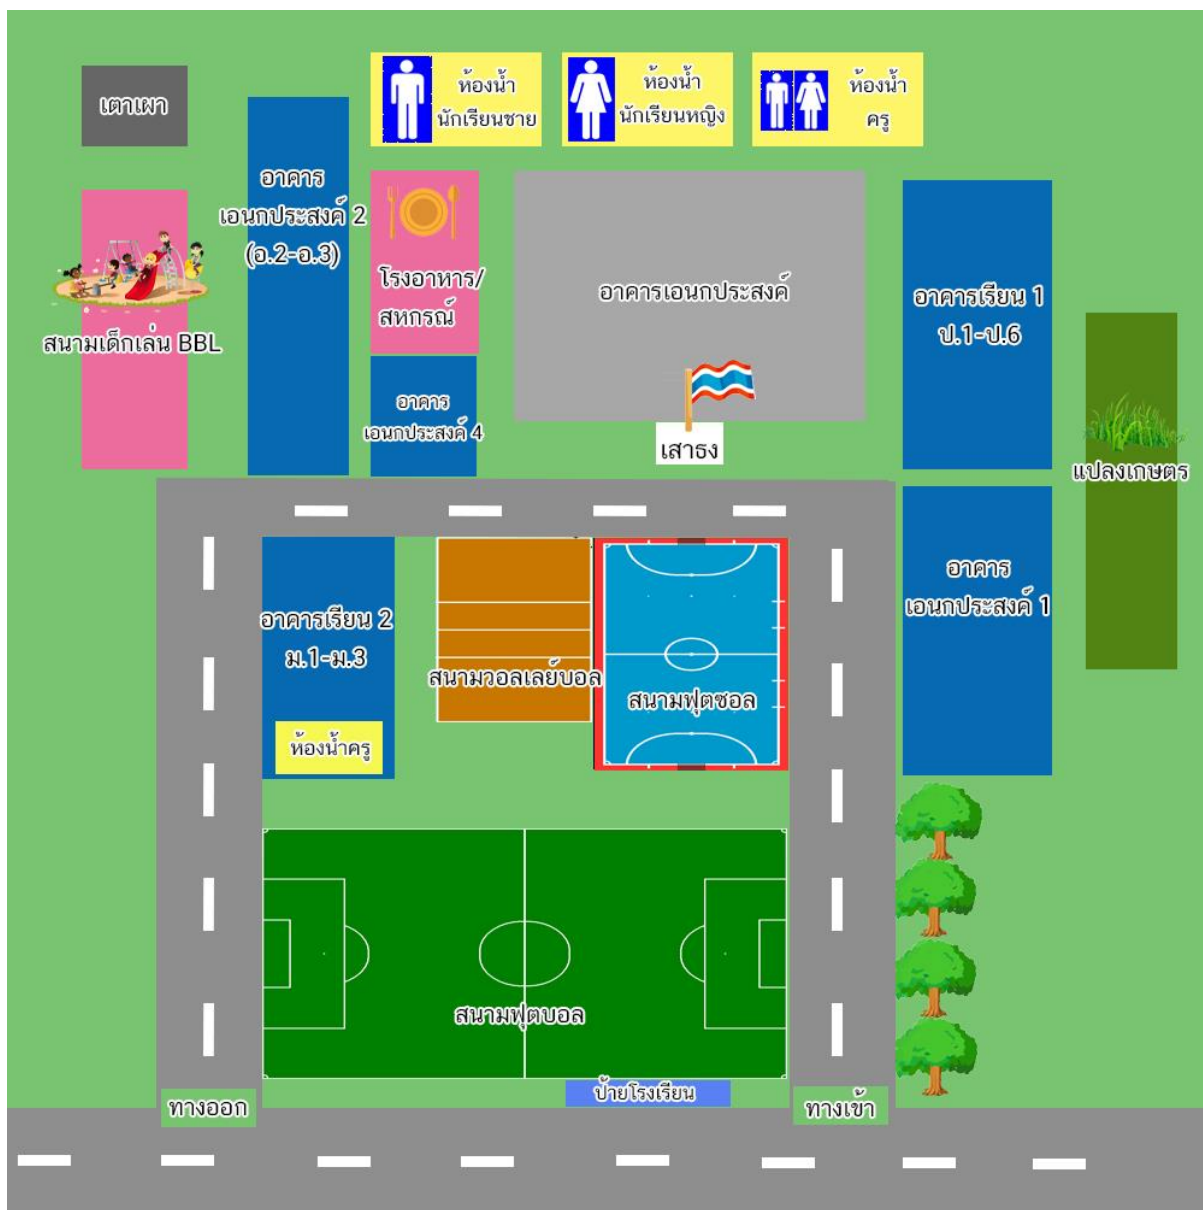 เตาเผา
ห้องน้ำ
นักเรียนชาย
ห้องน้ำ
นักเรียนหญิง
ห้องน้ำ
ครู
อาคาร
เอนกประสงค์ 2
(อ.2-อ.3)
โรงอาหาร/
สหกรณ์
อาคารเอนกประสงค์
อาคารเรียน 1
ป.1-ป.6
สนามเด็กเล่น BBL
อาคาร
เอนกประสงค์ 4
เสาธง
แปลงเกษตร
อาคารเรียน 2
ม.1-ม.3
ห้องน้ำครู
สนามวอลเลย์บอล
สนามฟุตซอล
อาคาร
เอนกประสงค์ 1
สนามฟุตบอล
ป้ายโรงเรียน
ทางออก
ทางเข้า